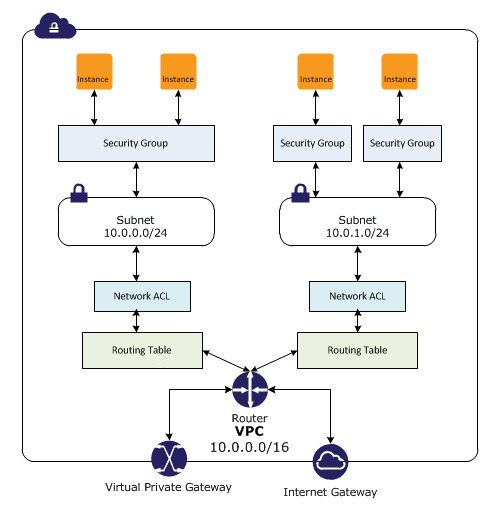 Instance
Instance
Instance
Instance
Security Group
Security Group
Security Group
Subnet
10.0.0.0/24
Subnet
10.0.1.0/24
Network ACL
Network ACL
Routing Table
Routing Table
Router
VPC
10.0.0.0/16
Virtual Private Gateway
Internet Gateway